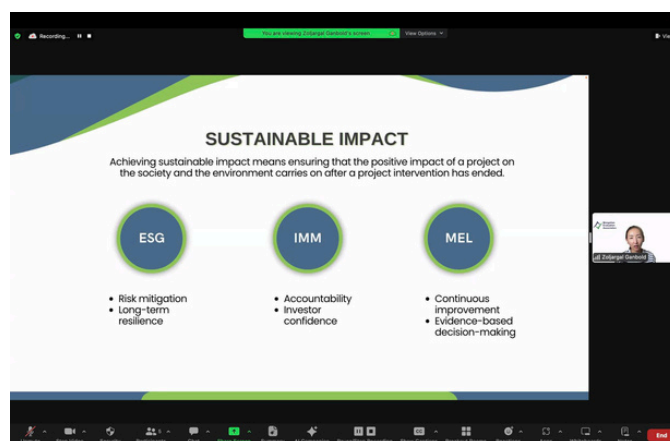 Recording...
You are viewing Zoljargal Ganbold's screen
View Options
SUSTAINABLE IMPACT
Achieving sustainable impact means ensuring that the positive impact of a project on
the society and the environment carries on after a project intervention has ended.
ESG
IMM
MEL
• Risk mitigation
• Long-term
resilience
• Accountability
• Investor
confidence
• Continuous
improvement
• Evidence-based
decision-making
Zoljargal Ganbold
End